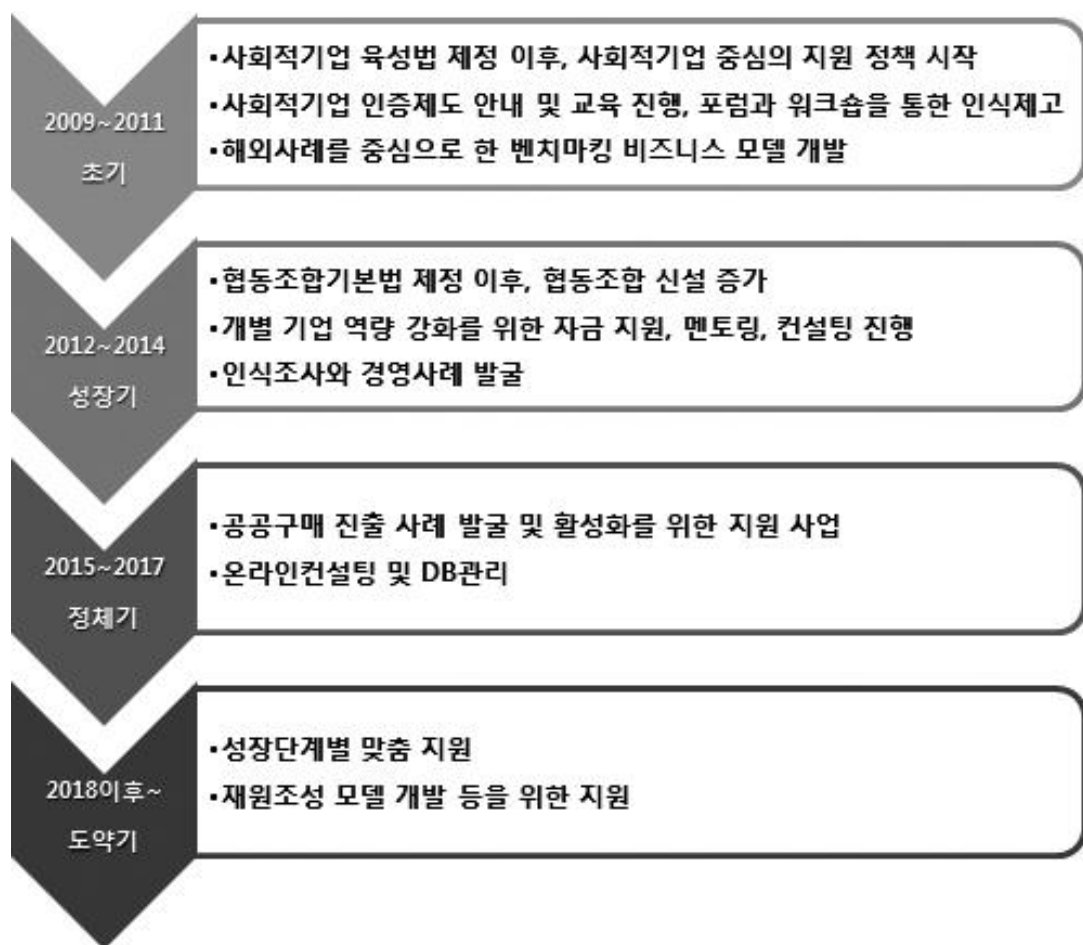 2009~2011
초기
▪사회적기업 육성법 제정 이후, 사회적기업 중심의 지원 정책 시작
▪사회적기업 인증제도 안내 및 교육 진행, 포럼과 워크숍을 통한 인식제고
▪해외사례를 중심으로 한 벤치마킹 비즈니스 모델 개발
2012~2014
성장기
▪협동조합기본법 제정 이후, 협동조합 신설 증가
▪개별 기업 역량 강화를 위한 자금 지원, 멘토링, 컨설팅 진행
▪인식조사와 경영사례 발굴
2015~2017
정체기
▪공공구매 진출 사례 발굴 및 활성화를 위한 지원 사업
▪온라인컨설팅 및 DB관리
2018이후~
도약기
▪성장단계별 맞춤 지원
▪재원조성 모델 개발 등을 위한 지원